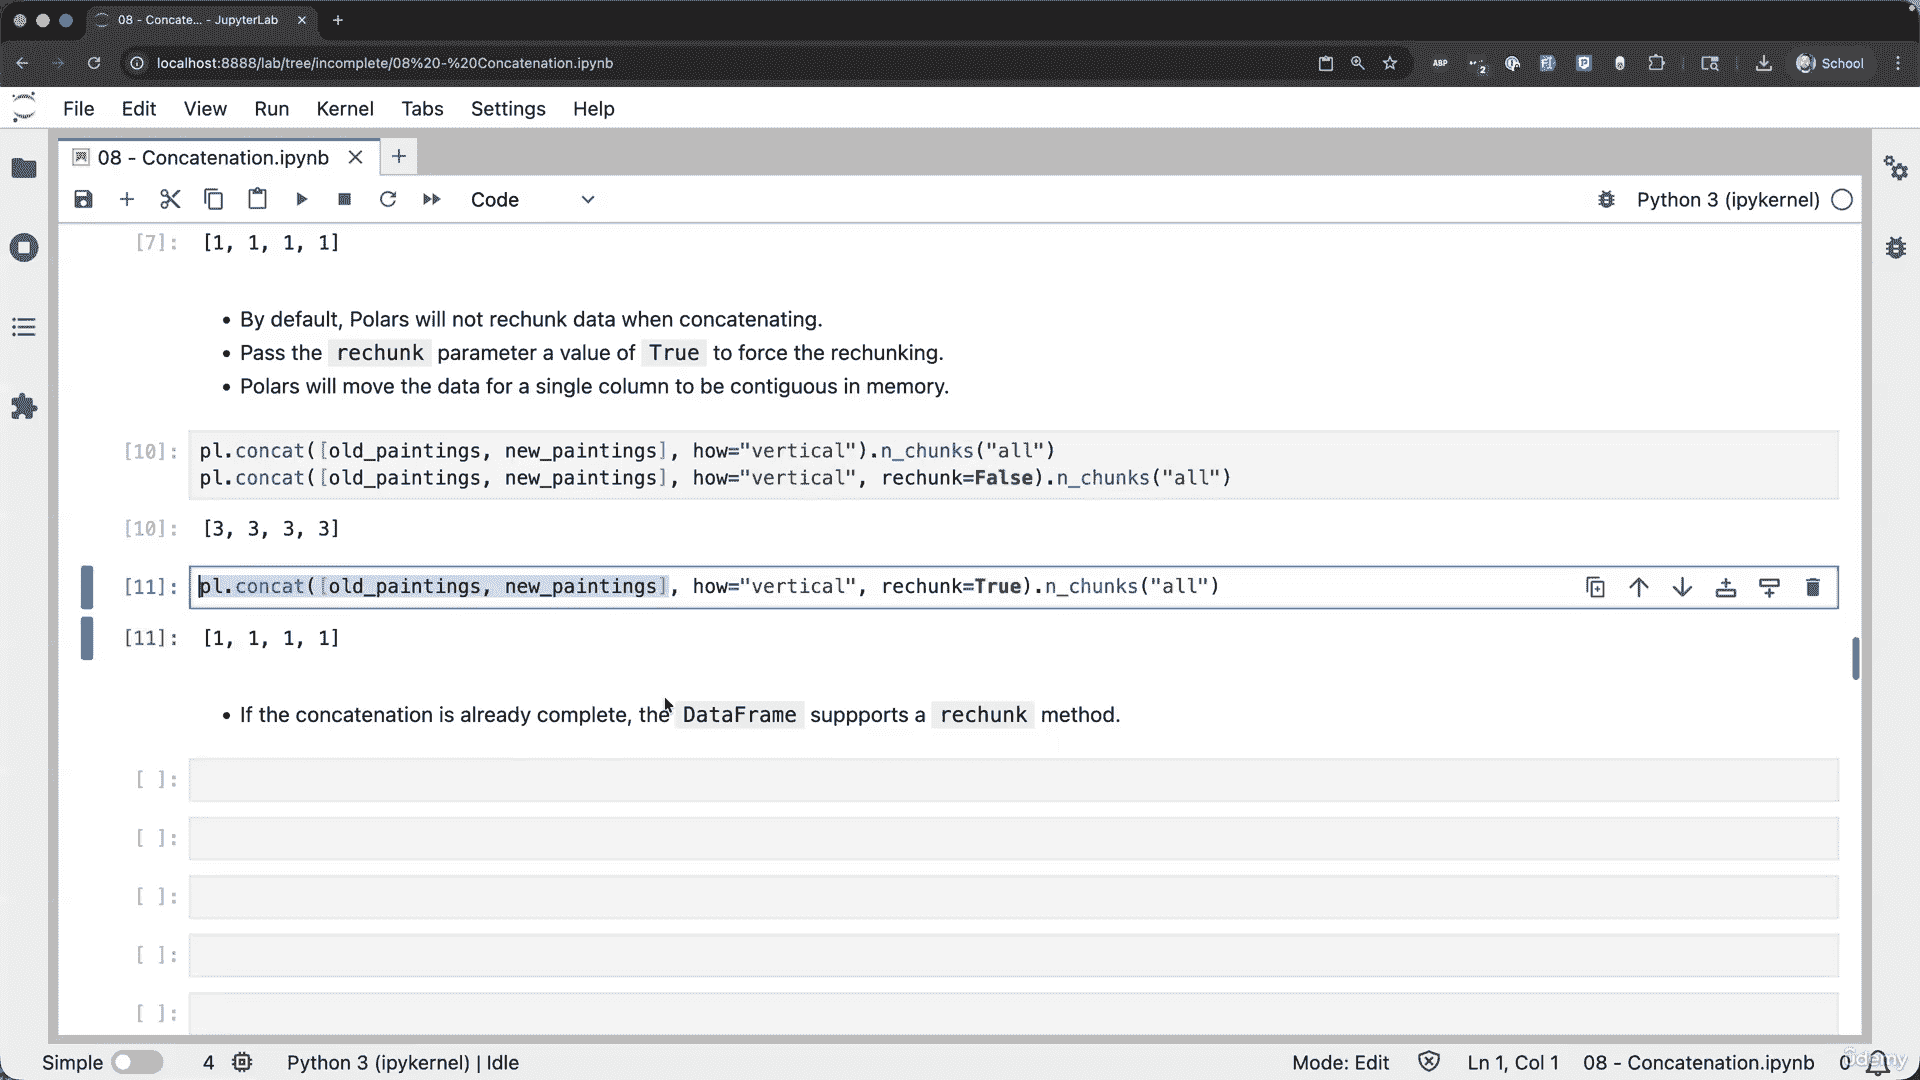 08 - Concate... - JupyterLab
localhost:8888/lab/tree/incomplete/08%20-%20Concatenation.ipynb
ABP
2
School
File Edit View Run Kernel Tabs Settings Help
08 - Concatenation.ipynb
Code
Python 3 (ipykernel)
[7]: [1, 1, 1, 1]
• By default, Polars will not rechunk data when concatenating.
• Pass the rechunk parameter a value of True to force the rechunking.
• Polars will move the data for a single column to be contiguous in memory.
[10]: pl.concat([old_paintings, new_paintings], how="vertical").n_chunks("all")
pl.concat([old_paintings, new_paintings], how="vertical", rechunk=False).n_chunks("all")
[10]: [3, 3, 3, 3]
[11]: pl.concat([old_paintings, new_paintings], how="vertical", rechunk=True).n_chunks("all")
[11]: [1, 1, 1, 1]
• If the concatenation is already complete, the DataFrame suppports a rechunk method.
[ ]:
[ ]:
[ ]:
[ ]:
[ ]:
Simple 4 Python 3 (ipykernel) | Idle Mode: Edit Ln 1, Col 1 08 - Concatenation.ipynb 0
udemy